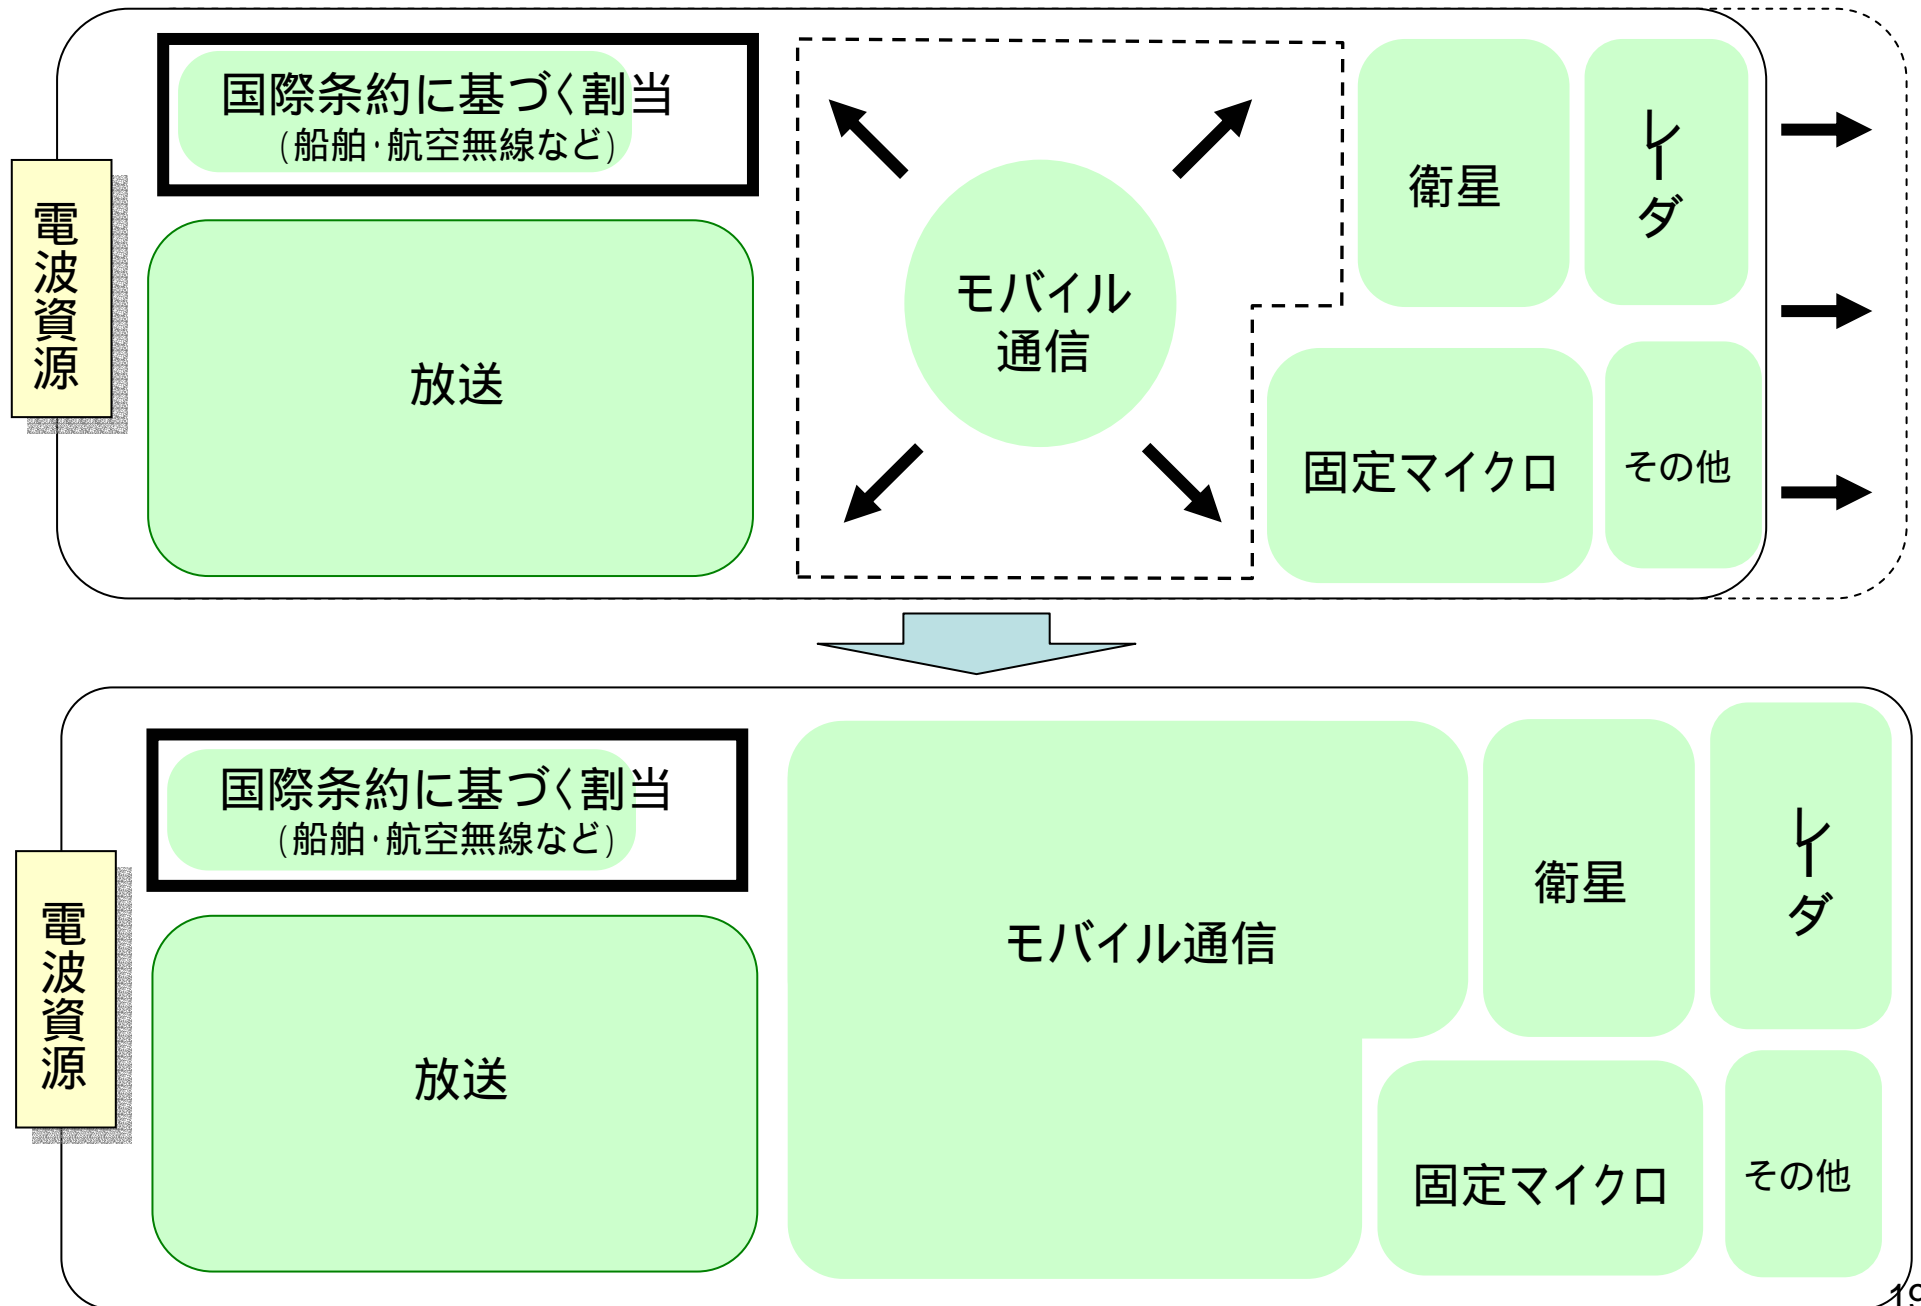 国際条約に基づく割当
(船舶・航空無線など)
電波資源
放送
モバイル
通信
衛星
レーダ
固定マイクロ
その他
国際条約に基づく割当
(船舶・航空無線など)
電波資源
放送
モバイル通信
衛星
レーダ
固定マイクロ
その他
19